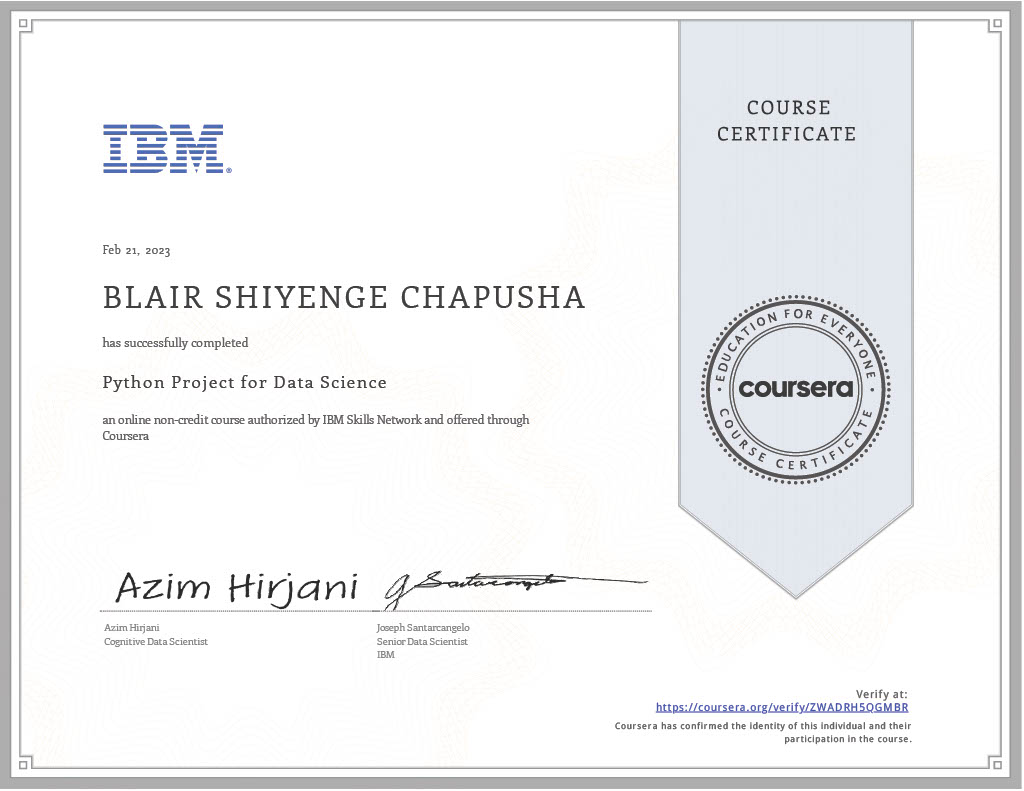 COURSE
CERTIFICATE
IBM®
Feb 21, 2023
BLAIR SHIYENGE CHAPUSHA
has successfully completed
Python Project for Data Science
an online non-credit course authorized by IBM Skills Network and offered through
Coursera
EDUCATION FOR EVERYONE
coursera
COURSE CERTIFICATE
Azim Hirjani
J Santarcangelo
Azim Hirjani
Cognitive Data Scientist
Joseph Santarcangelo
Senior Data Scientist
IBM
Verify at:
https://coursera.org/verify/ZWADRH5QGMBR
Coursera has confirmed the identity of this individual and their
participation in the course.